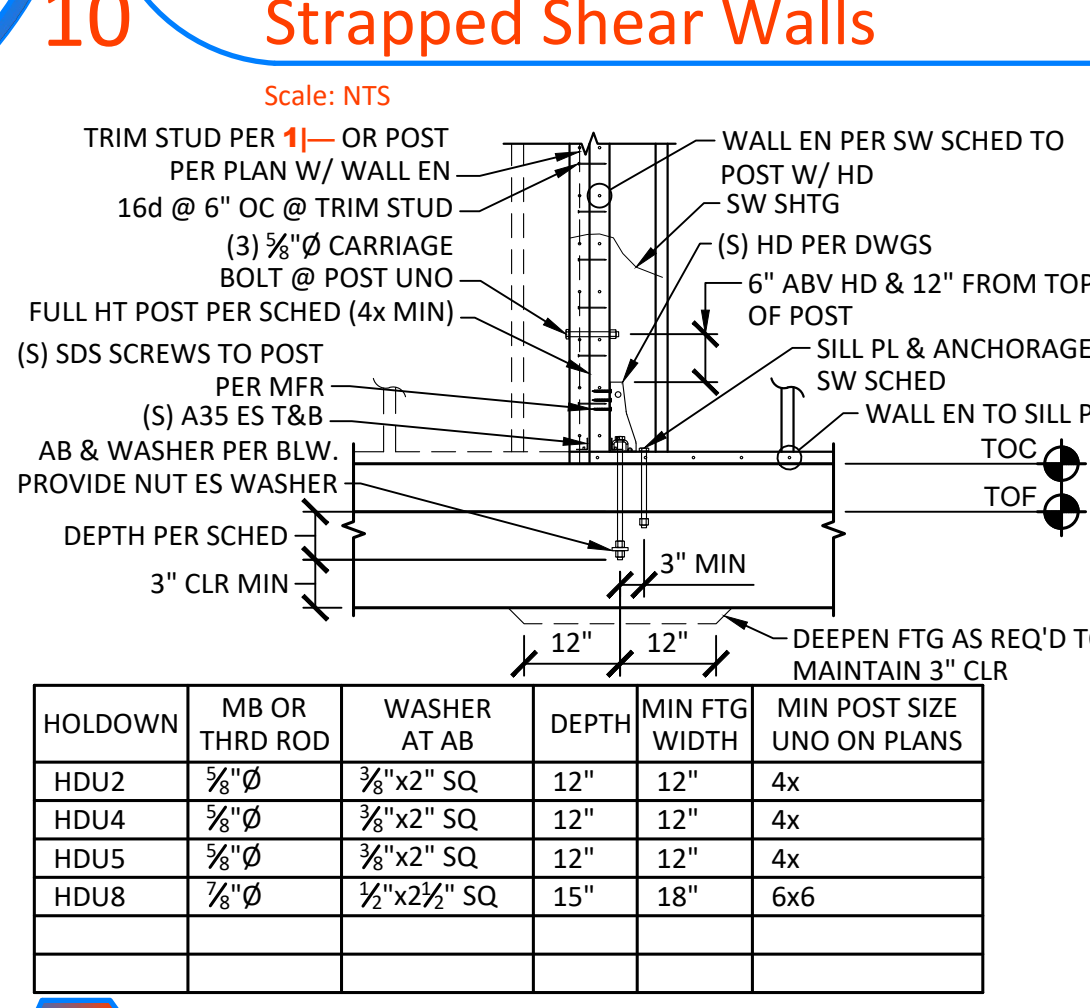 10 Strapped Shear Walls
Scale: NTS
TRIM STUD PER 1|— OR POST
PER PLAN W/ WALL EN
16d @ 6" OC @ TRIM STUD
(3) ⅝"Ø CARRIAGE
BOLT @ POST UNO
FULL HT POST PER SCHED (4x MIN)
(S) SDS SCREWS TO POST
PER MFR
(S) A35 ES T&B
AB & WASHER PER BLW.
PROVIDE NUT ES WASHER
DEPTH PER SCHED
3" CLR MIN
WALL EN PER SW SCHED TO
POST W/ HD
SW SHTG
(S) HD PER DWGS
6" ABV HD & 12" FROM TOP
OF POST
SILL PL & ANCHORAGE
SW SCHED
WALL EN TO SILL P
TOC
TOF
3" MIN
12" 12"
DEEPEN FTG AS REQ'D TO
MAINTAIN 3" CLR
HOLDOWN MB OR THRD ROD WASHER AT AB DEPTH MIN FTG WIDTH MIN POST SIZE UNO ON PLANS
HDU2 ⅝"Ø ⅜"x2" SQ 12" 12" 4x
HDU4 ⅝"Ø ⅜"x2" SQ 12" 12" 4x
HDU5 ⅝"Ø ⅜"x2" SQ 12" 12" 4x
HDU8 ⅞"Ø ½"x2½" SQ 15" 18" 6x6